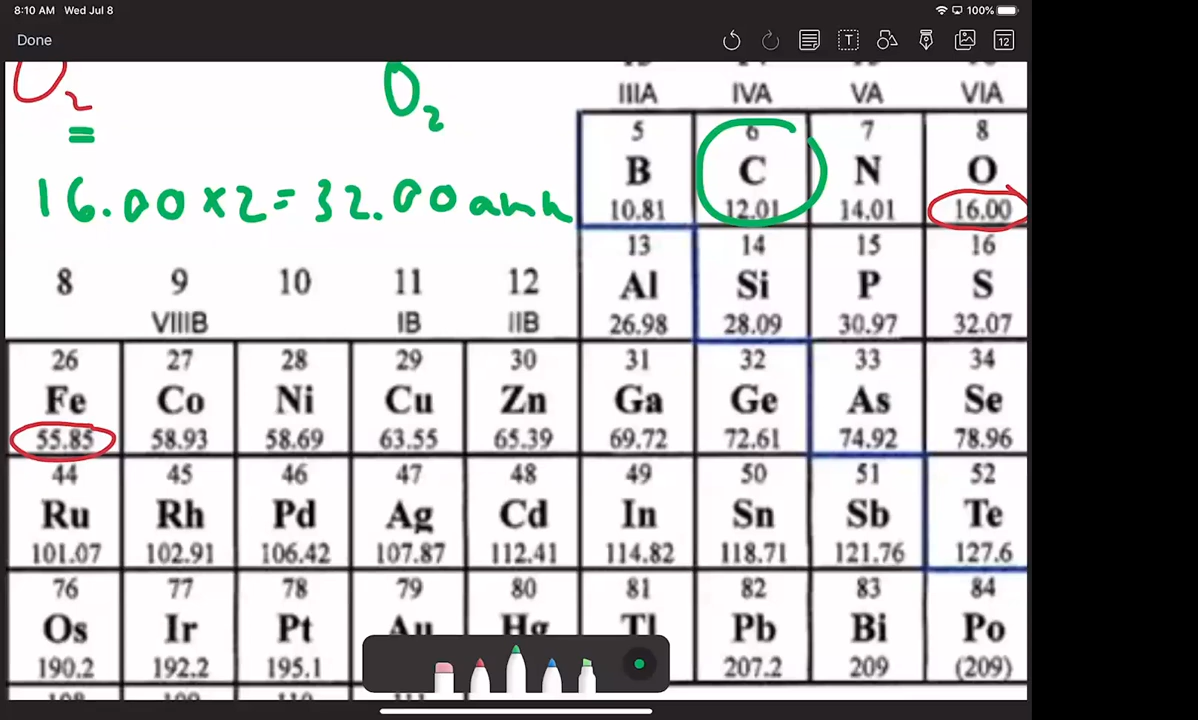 8:10 AM Wed Jul 8
100%
Done
12
O2 O2
=
16.00 × 2 = 32.00 amu
IIIA IVA VA VIA
5 6 7 8
B C N O
10.81 12.01 14.01 16.00
13 14 15 16
Al Si P S
26.98 28.09 30.97 32.07
8 9 10 11 12
VIIIB IB IIB
26 27 28 29 30 31 32 33 34
Fe Co Ni Cu Zn Ga Ge As Se
55.85 58.93 58.69 63.55 65.39 69.72 72.61 74.92 78.96
44 45 46 47 48 49 50 51 52
Ru Rh Pd Ag Cd In Sn Sb Te
101.07 102.91 106.42 107.87 112.41 114.82 118.71 121.76 127.6
76 77 78 79 80 81 82 83 84
Os Ir Pt Au Hg Tl Pb Bi Po
190.2 192.2 195.1 207.2 209 (209)